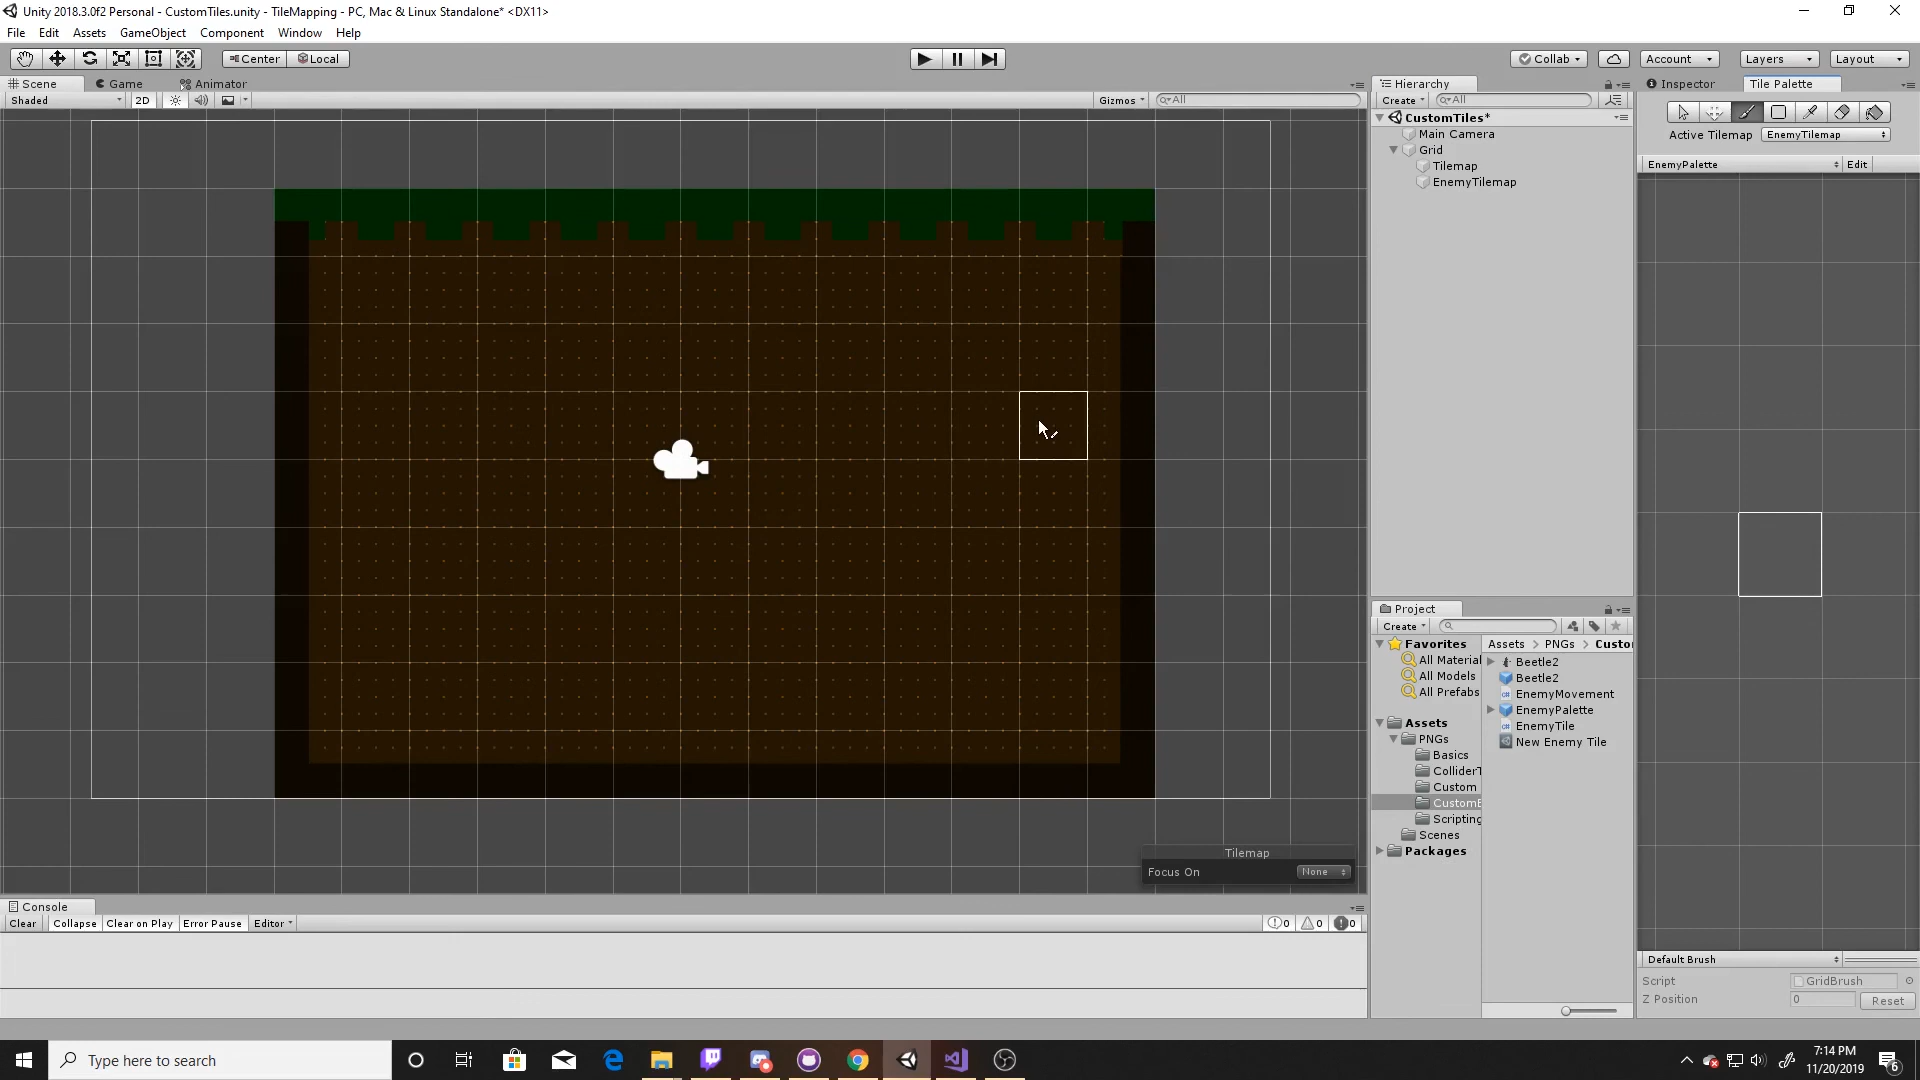 Unity 2018.3.0f2 Personal - CustomTiles.unity - TileMapping - PC, Mac & Linux Standalone* <DX11>
File Edit Assets GameObject Component Window Help
Center Local Collab Account Layers Layout
Scene Game Animator
Shaded 2D Gizmos All
Hierarchy
Create All
CustomTiles*
Main Camera
Grid
Tilemap
EnemyTilemap
Inspector Tile Palette
Active Tilemap EnemyTilemap
EnemyPalette Edit
Tilemap
Focus On None
Project
Create
Favorites
All Material
All Models
All Prefabs
Assets
PNGs
Basics
ColliderT
Custom
CustomE
Scripting
Scenes
Packages
Assets > PNGs > Custo
Beetle2
Beetle2
EnemyMovement
EnemyPalette
EnemyTile
New Enemy Tile
Default Brush
Script GridBrush
Z Position 0 Reset
Console
Clear Collapse Clear on Play Error Pause Editor 0 0 0
Type here to search
7:14 PM
11/20/2019
6